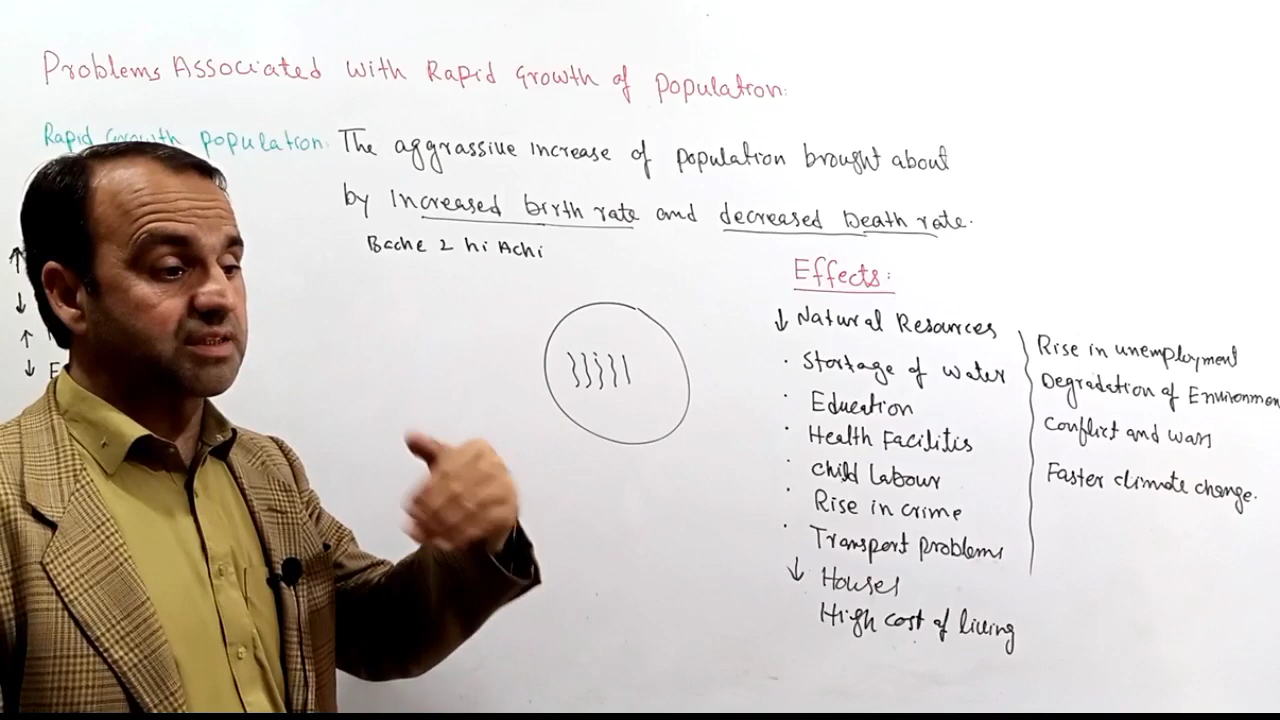 Problems Associated with Rapid Growth of population:
Rapid Growth population: The aggrassive increase of population brought about
by Increased birth rate and decreased Death rate.
Bache 2 hi Achi
↑
↓
↑
↓ E
Effects:
↓ Natural Resources
· Stortage of water
· Education
· Health Facilitis
· child labour
· Rise in crime
· Transport problems
↓ Houses
High cost of living
Rise in unemployment
Degradation of Environmen
Conflict and wars
Faster climate change.